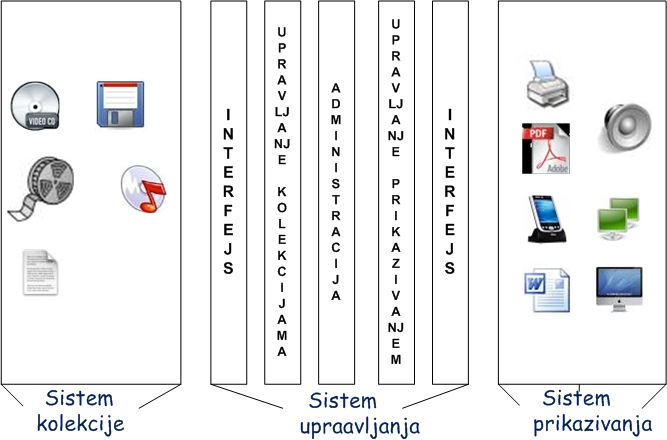 VIDEO CD
INTERFEJS
UPRAVLJANJE KOLEKCIJAMA
ADMINISTRACIJA
UPRAVLJANJE PRIKAZIVANJEM
INTERFEJS
PDF
Adobe
W
Sistem
kolekcije
Sistem
upraavljanja
Sistem
prikazivanja